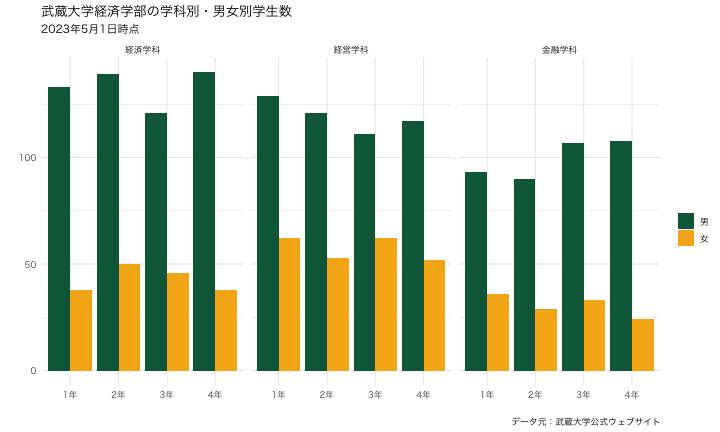 武蔵大学経済学部の学科別・男女別学生数
2023年5月1日時点
経済学科 経営学科 金融学科
100
50
0
男
女
1年 2年 3年 4年 1年 2年 3年 4年 1年 2年 3年 4年
データ元：武蔵大学公式ウェブサイト